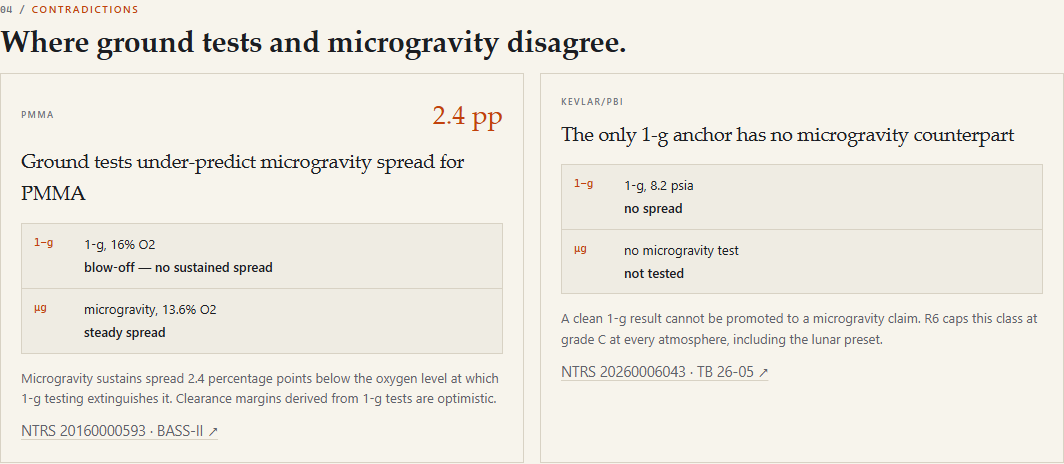 04 / CONTRADICTIONS
Where ground tests and microgravity disagree.
PMMA
2.4 pp
Ground tests under-predict microgravity spread for
PMMA
1-g
1-g, 16% O2
blow-off — no sustained spread
μg
microgravity, 13.6% O2
steady spread
Microgravity sustains spread 2.4 percentage points below the oxygen level at which
1-g testing extinguishes it. Clearance margins derived from 1-g tests are optimistic.
NTRS 20160000593 · BASS-II ↗
KEVLAR/PBI
The only 1-g anchor has no microgravity counterpart
1-g
1-g, 8.2 psia
no spread
μg
no microgravity test
not tested
A clean 1-g result cannot be promoted to a microgravity claim. R6 caps this class at
grade C at every atmosphere, including the lunar preset.
NTRS 20260006043 · TB 26-05 ↗